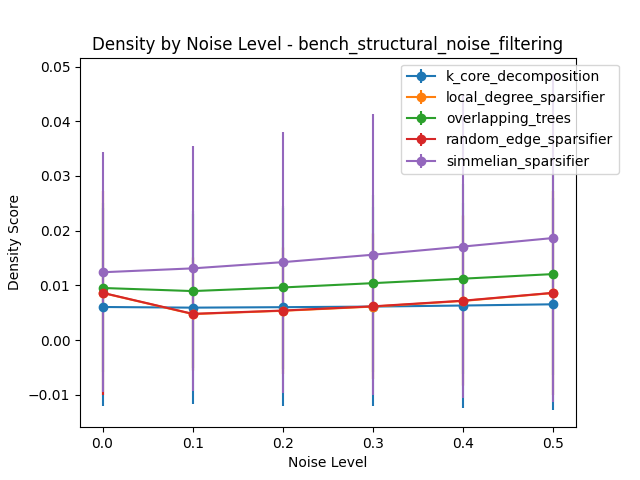 Density by Noise Level - bench_structural_noise_filtering
k_core_decomposition
local_degree_sparsifier
overlapping_trees
random_edge_sparsifier
simmelian_sparsifier
Density Score
0.05
0.04
0.03
0.02
0.01
0.00
−0.01
0.0 0.1 0.2 0.3 0.4 0.5
Noise Level